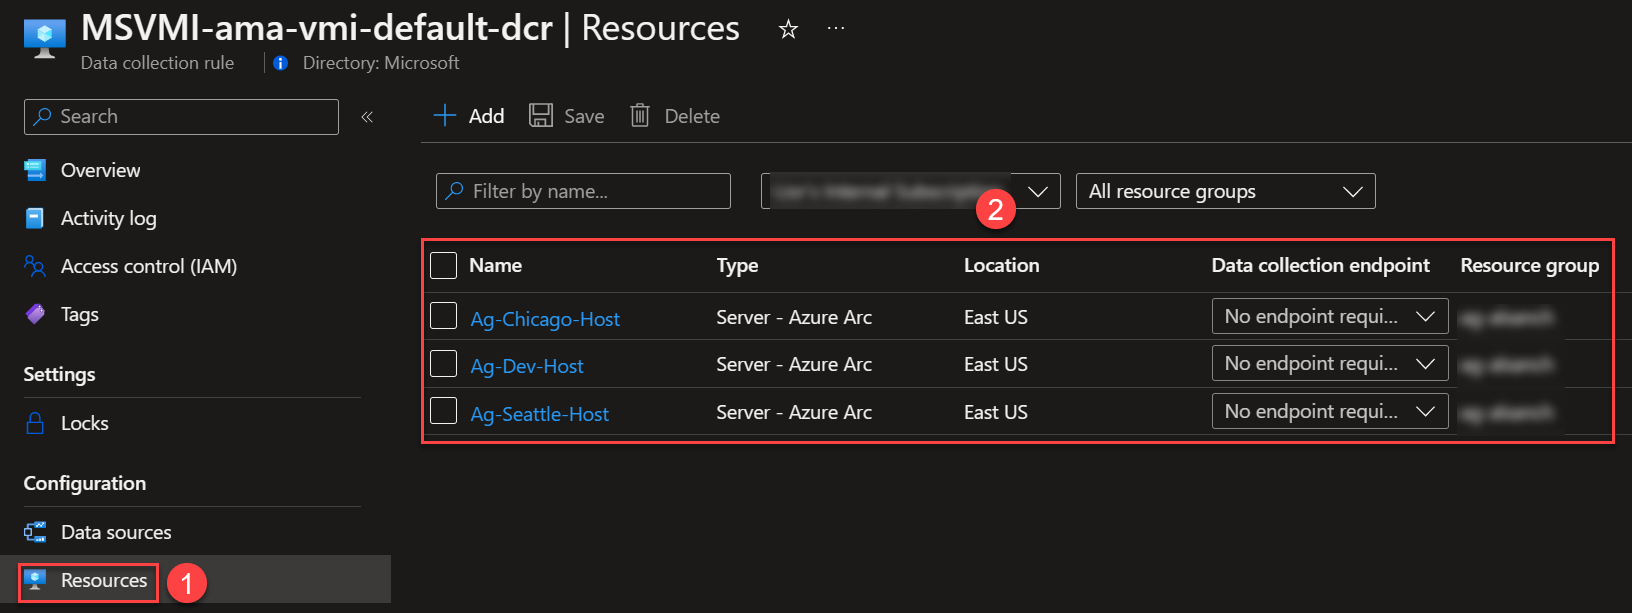 MSVMI-ama-vmi-default-dcr | Resources ...
Data collection rule | Directory: Microsoft
Search
Overview
Activity log
Access control (IAM)
Tags
Settings
Locks
Configuration
Data sources
Resources 1
Add Save Delete
Filter by name... All resource groups
2
Name Type Location Data collection endpoint Resource group
Ag-Chicago-Host Server - Azure Arc East US No endpoint requi...
Ag-Dev-Host Server - Azure Arc East US No endpoint requi...
Ag-Seattle-Host Server - Azure Arc East US No endpoint requi...